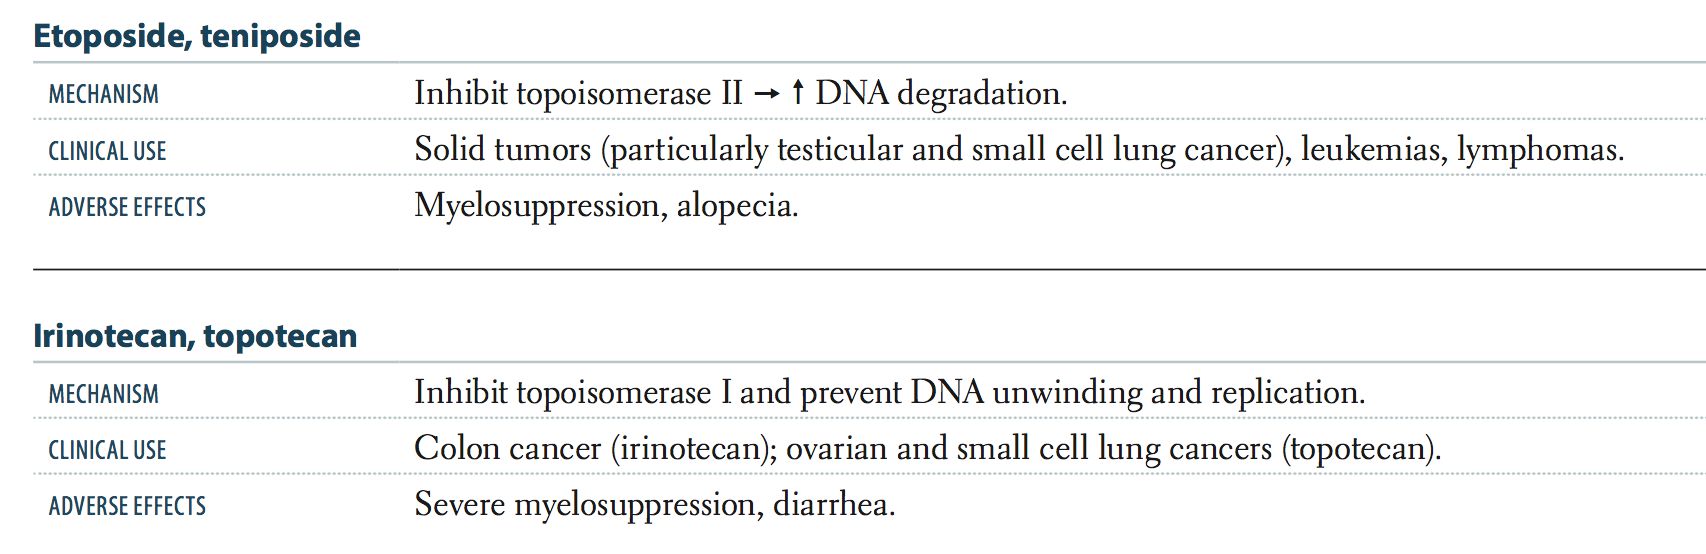 Etoposide, teniposide
MECHANISM Inhibit topoisomerase II → ↑ DNA degradation.
CLINICAL USE Solid tumors (particularly testicular and small cell lung cancer), leukemias, lymphomas.
ADVERSE EFFECTS Myelosuppression, alopecia.
Irinotecan, topotecan
MECHANISM Inhibit topoisomerase I and prevent DNA unwinding and replication.
CLINICAL USE Colon cancer (irinotecan); ovarian and small cell lung cancers (topotecan).
ADVERSE EFFECTS Severe myelosuppression, diarrhea.